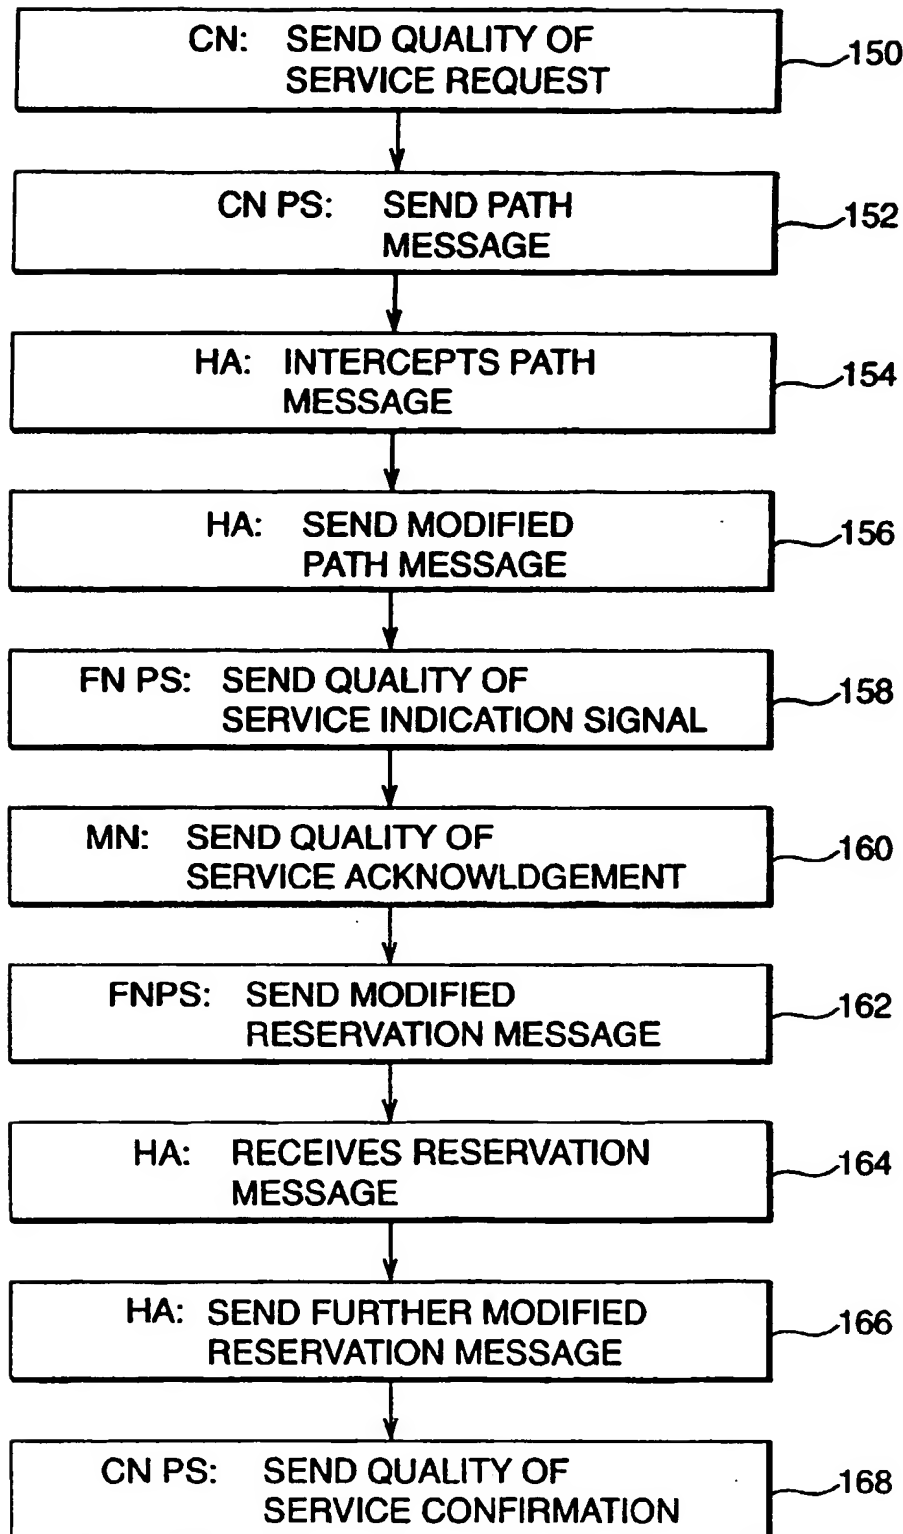 CN: SEND QUALITY OF
SERVICE REQUEST
150
CN PS: SEND PATH
MESSAGE
152
HA: INTERCEPTS PATH
MESSAGE
154
HA: SEND MODIFIED
PATH MESSAGE
156
FN PS: SEND QUALITY OF
SERVICE INDICATION SIGNAL
158
MN: SEND QUALITY OF
SERVICE ACKNOWLDGEMENT
160
FNPS: SEND MODIFIED
RESERVATION MESSAGE
162
HA: RECEIVES RESERVATION
MESSAGE
164
HA: SEND FURTHER MODIFIED
RESERVATION MESSAGE
166
CN PS: SEND QUALITY OF
SERVICE CONFIRMATION
168